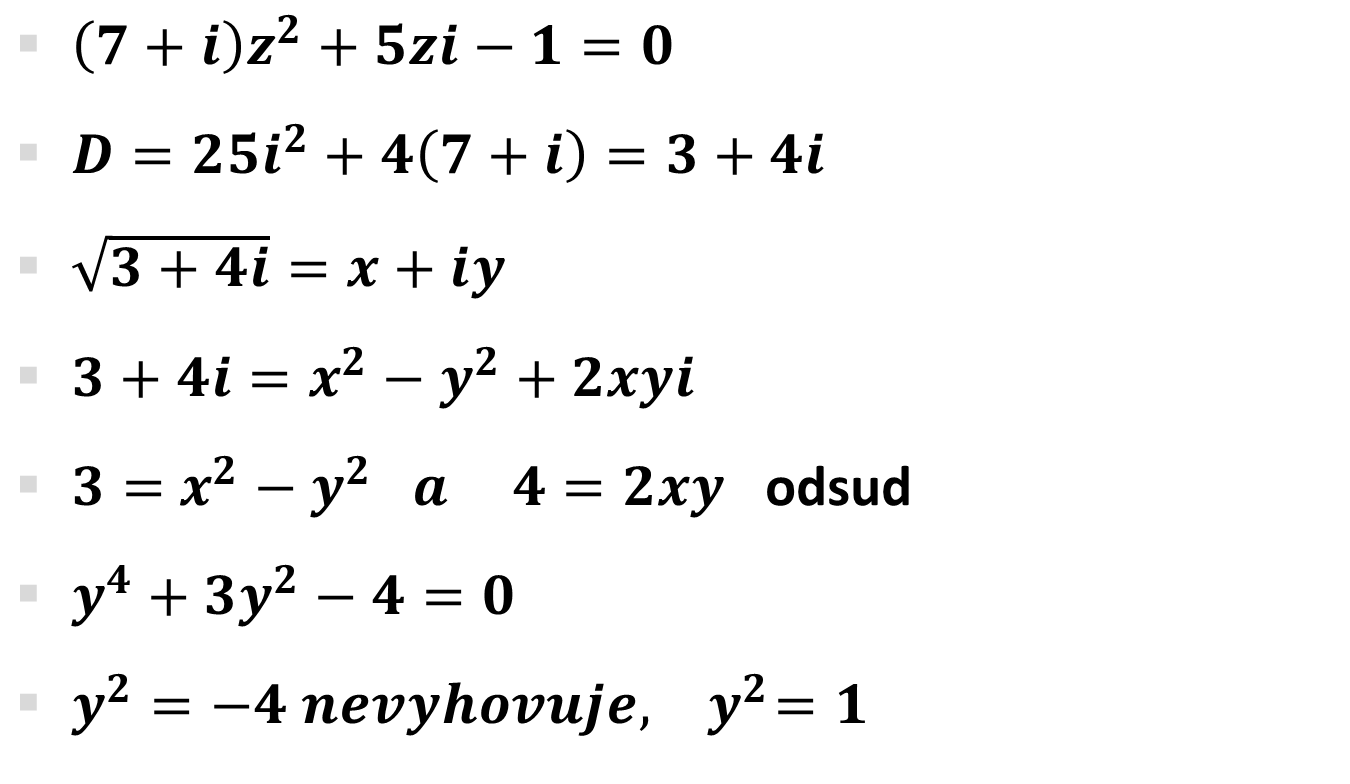 (7 + i)z² + 5zi − 1 = 0
D = 25i² + 4(7 + i) = 3 + 4i
√(3 + 4i) = x + iy
3 + 4i = x² − y² + 2xyi
3 = x² − y² a 4 = 2xy odsud
y⁴ + 3y² − 4 = 0
y² = −4 nevyhovuje, y² = 1